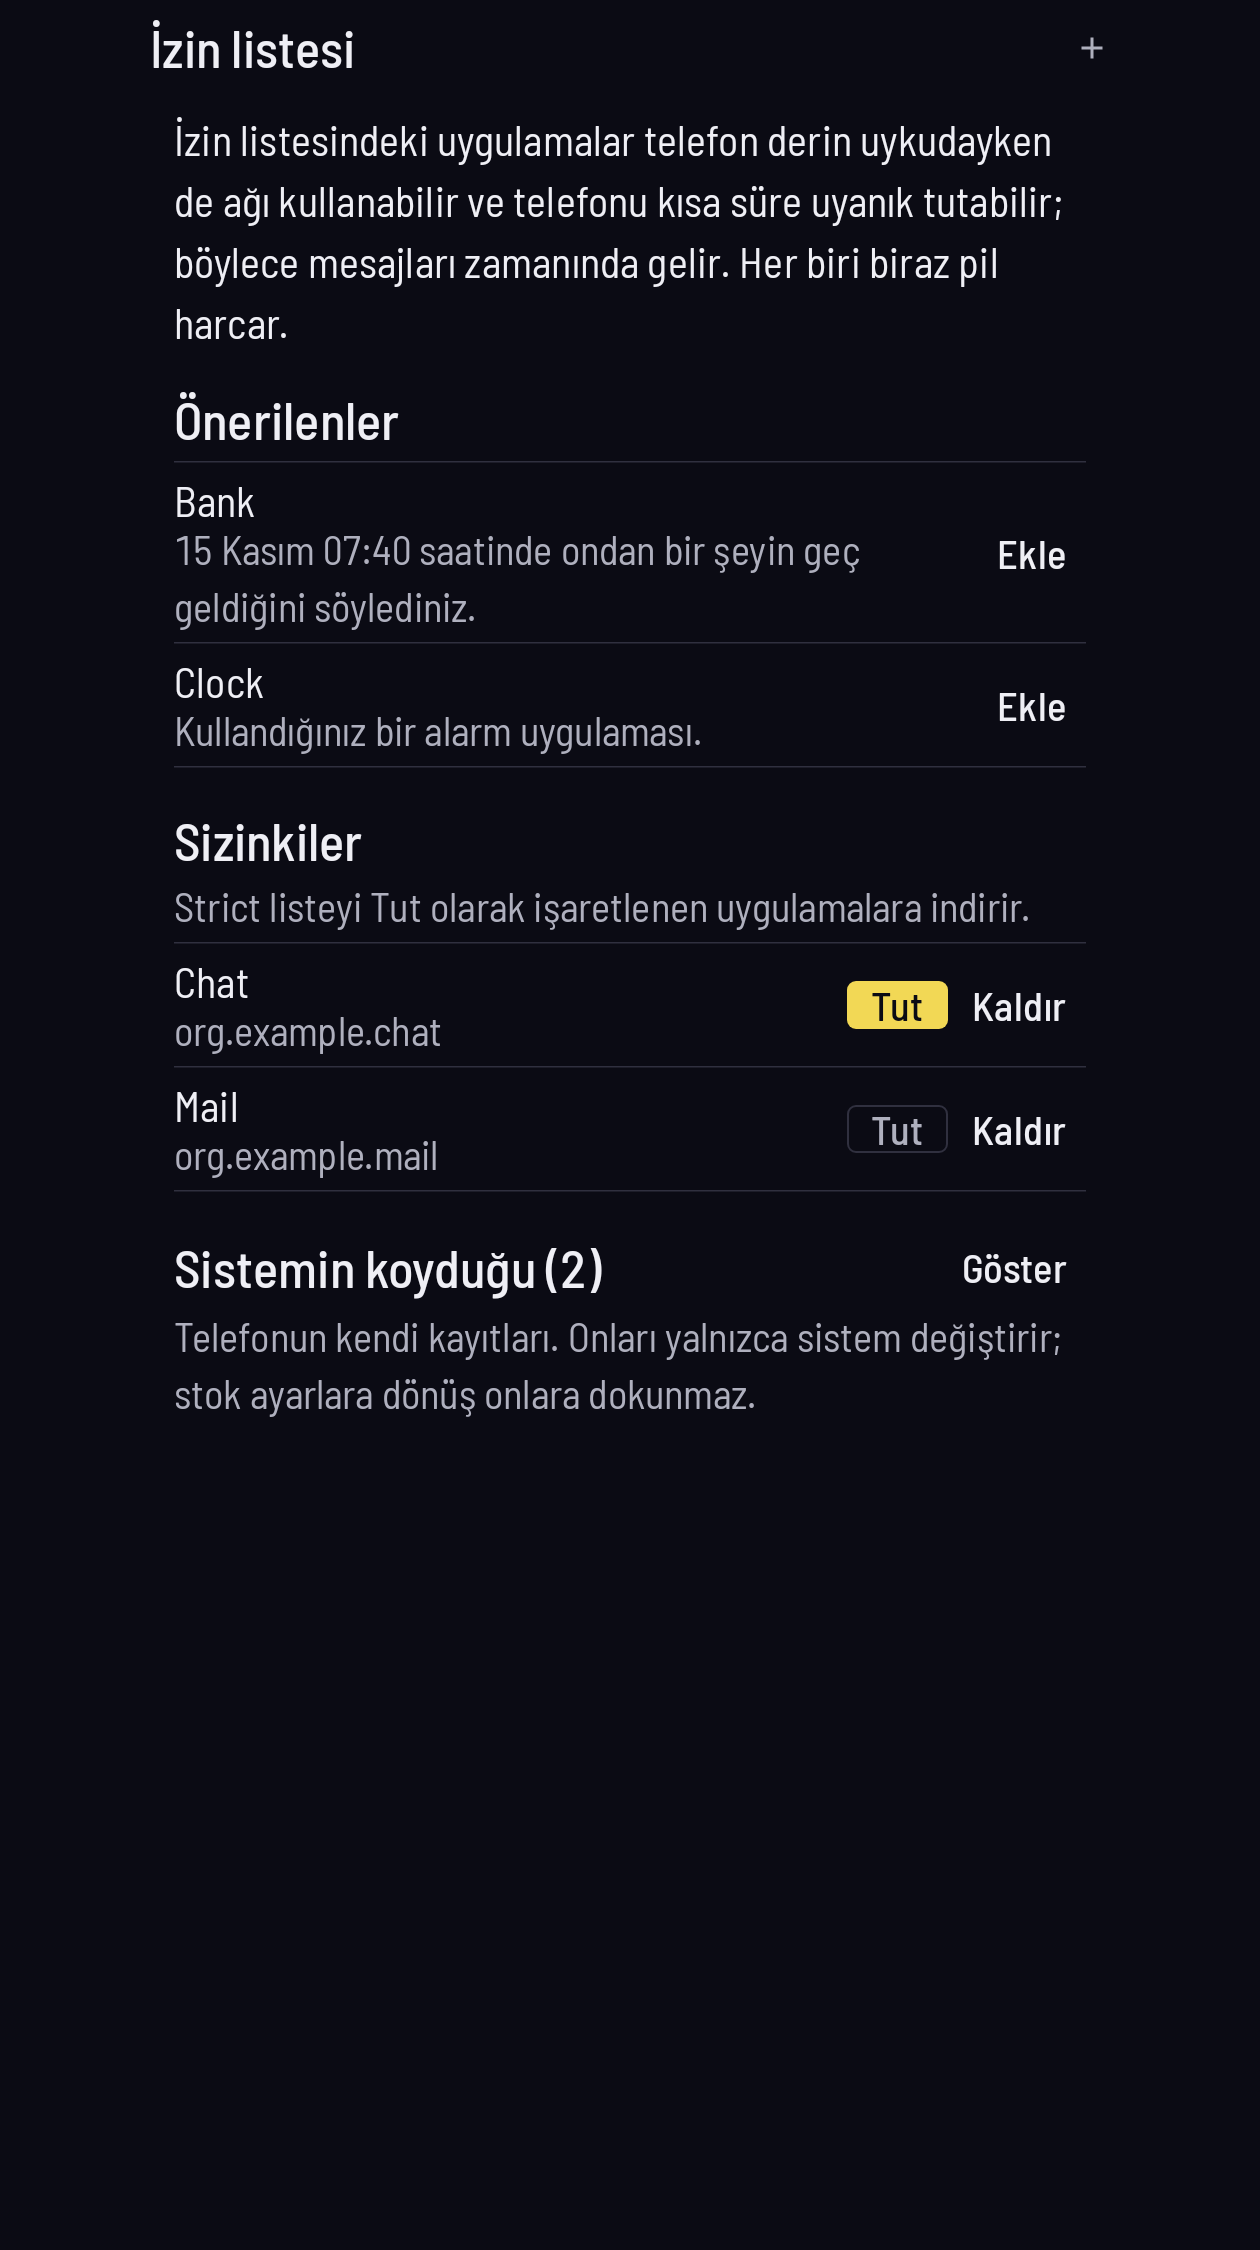 İzin listesi
İzin listesindeki uygulamalar telefon derin uykudayken
de ağı kullanabilir ve telefonu kısa süre uyanık tutabilir;
böylece mesajları zamanında gelir. Her biri biraz pil
harcar.
Önerilenler
Bank
15 Kasım 07:40 saatinde ondan bir şeyin geç
geldiğini söylediniz.
Ekle
Clock
Kullandığınız bir alarm uygulaması.
Ekle
Sizinkiler
Strict listeyi Tut olarak işaretlenen uygulamalara indirir.
Chat
org.example.chat
Tut Kaldır
Mail
org.example.mail
Tut Kaldır
Sistemin koyduğu (2) Göster
Telefonun kendi kayıtları. Onları yalnızca sistem değiştirir;
stok ayarlara dönüş onlara dokunmaz.